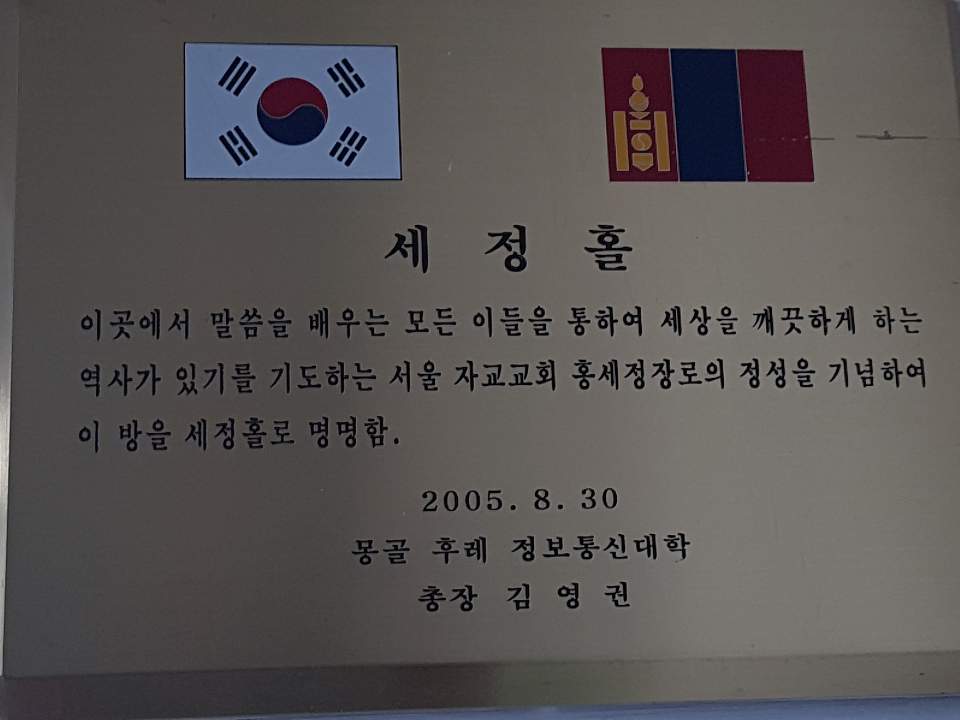 세 정 홀
이곳에서 말씀을 배우는 모든 이들을 통하여 세상을 깨끗하게 하는
역사가 있기를 기도하는 서울 자교교회 홍세정장로의 정성을 기념하여
이 방을 세정홀로 명명함.
2005. 8. 30
몽골 후레 정보통신대학
총장 김 영 권